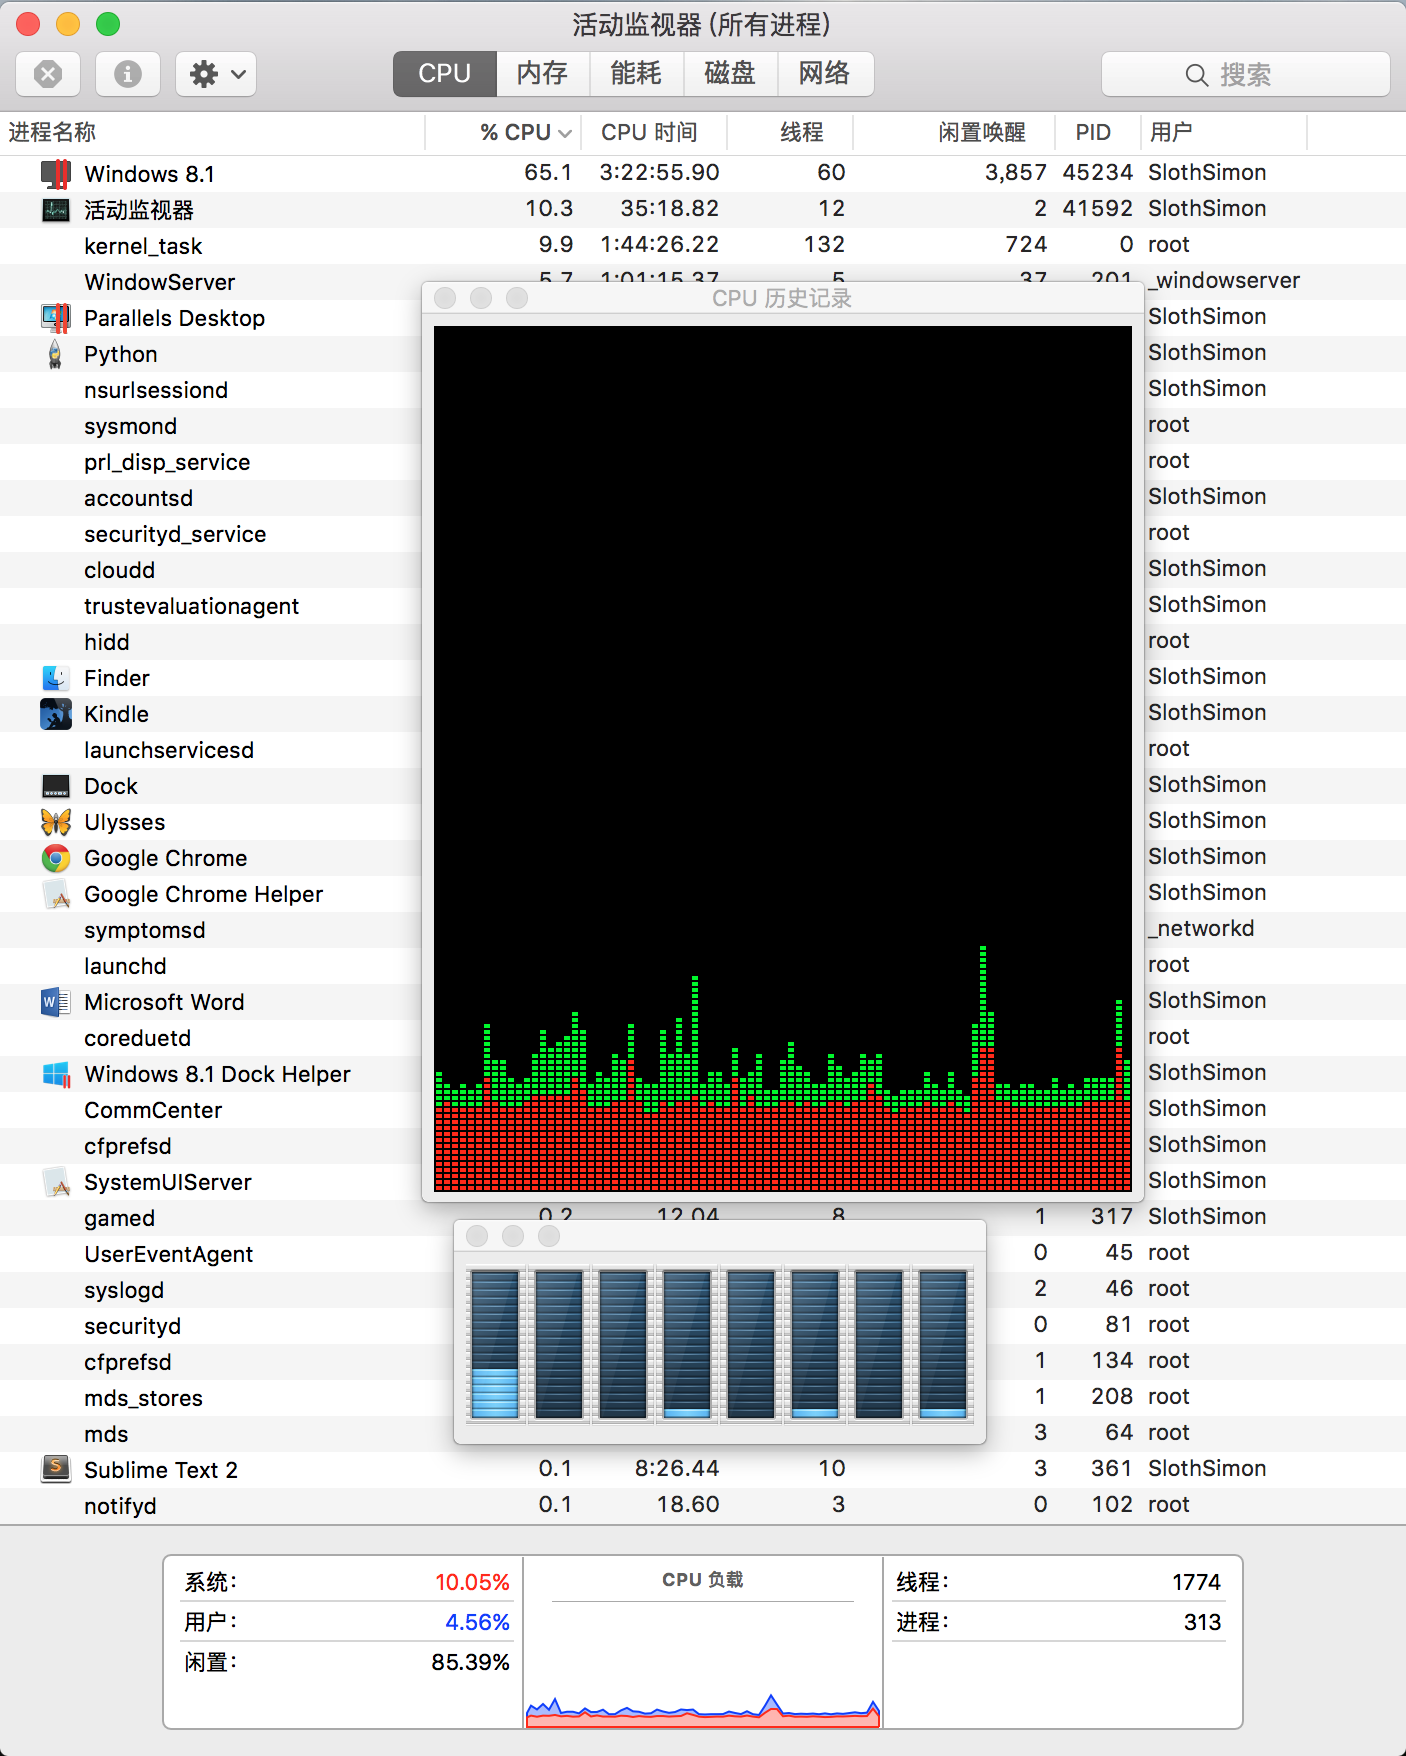 活动监视器 (所有进程)
CPU 内存 能耗 磁盘 网络 搜索
进程名称 % CPU CPU 时间 线程 闲置唤醒 PID 用户
Windows 8.1 65.1 3:22:55.90 60 3,857 45234 SlothSimon
活动监视器 10.3 35:18.82 12 2 41592 SlothSimon
kernel_task 9.9 1:44:26.22 132 724 0 root
WindowServer 5.7 1:01:15.37 5 37 201 _windowserver
CPU 历史记录
Parallels Desktop SlothSimon
Python SlothSimon
nsurlsessiond SlothSimon
sysmond root
prl_disp_service root
accountsd SlothSimon
securityd_service root
cloudd SlothSimon
trustevaluationagent SlothSimon
hidd root
Finder SlothSimon
Kindle SlothSimon
launchservicesd root
Dock SlothSimon
Ulysses SlothSimon
Google Chrome SlothSimon
Google Chrome Helper SlothSimon
symptomsd _networkd
launchd root
Microsoft Word SlothSimon
coreduetd root
Windows 8.1 Dock Helper SlothSimon
CommCenter SlothSimon
cfprefsd SlothSimon
SystemUIServer SlothSimon
gamed 0.2 12.04 8 1 317 SlothSimon
UserEventAgent 0 45 root
syslogd 2 46 root
securityd 0 81 root
cfprefsd 1 134 root
mds_stores 1 208 root
mds 3 64 root
Sublime Text 2 0.1 8:26.44 10 3 361 SlothSimon
notifyd 0.1 18.60 3 0 102 root
系统: 10.05% CPU 负载 线程: 1774
用户: 4.56% 进程: 313
闲置: 85.39%